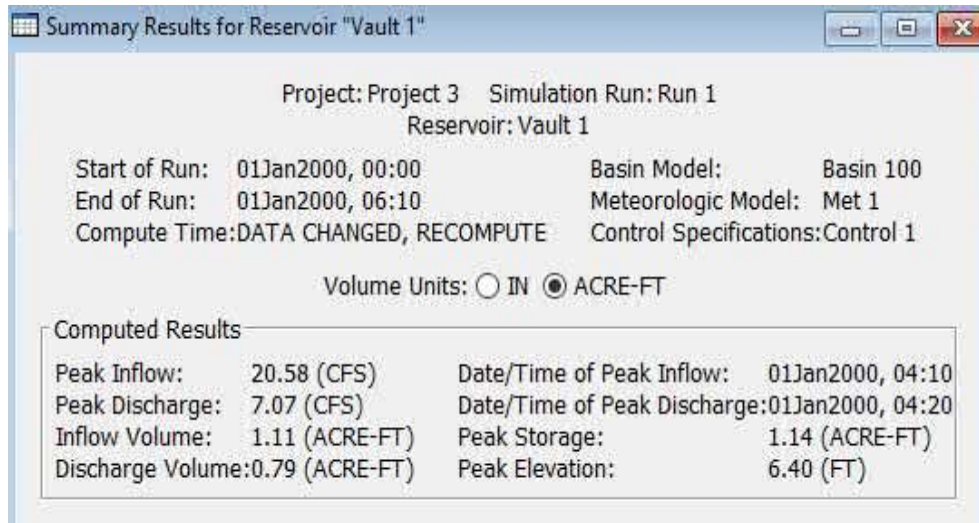 Summary Results for Reservoir "Vault 1"
Project: Project 3 Simulation Run: Run 1
Reservoir: Vault 1
Start of Run: 01Jan2000, 00:00 Basin Model: Basin 100
End of Run: 01Jan2000, 06:10 Meteorologic Model: Met 1
Compute Time:DATA CHANGED, RECOMPUTE Control Specifications:Control 1
Volume Units: IN ACRE-FT
Computed Results
Peak Inflow: 20.58 (CFS) Date/Time of Peak Inflow: 01Jan2000, 04:10
Peak Discharge: 7.07 (CFS) Date/Time of Peak Discharge:01Jan2000, 04:20
Inflow Volume: 1.11 (ACRE-FT) Peak Storage: 1.14 (ACRE-FT)
Discharge Volume:0.79 (ACRE-FT) Peak Elevation: 6.40 (FT)